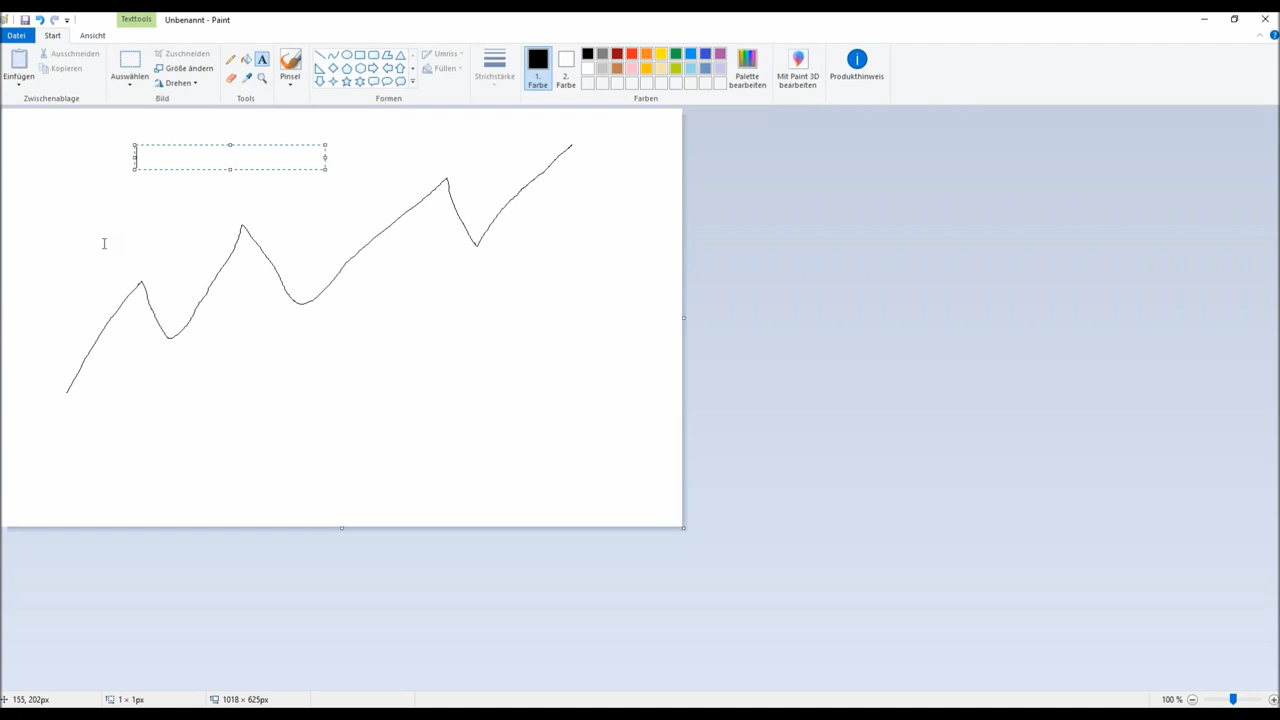 Texttools
Unbenannt - Paint
Datei
Start
Ansicht
Einfügen
Ausschneiden
Kopieren
Zwischenablage
Auswählen
Zuschneiden
Größe ändern
Drehen
Bild
A
Tools
Pinsel
Umriss
Füllen
Formen
Strichstärke
1. Farbe
2. Farbe
Palette bearbeiten
Farben
Mit Paint 3D bearbeiten
Produkthinweis
155, 202px
1 × 1px
1018 × 625px
100 %